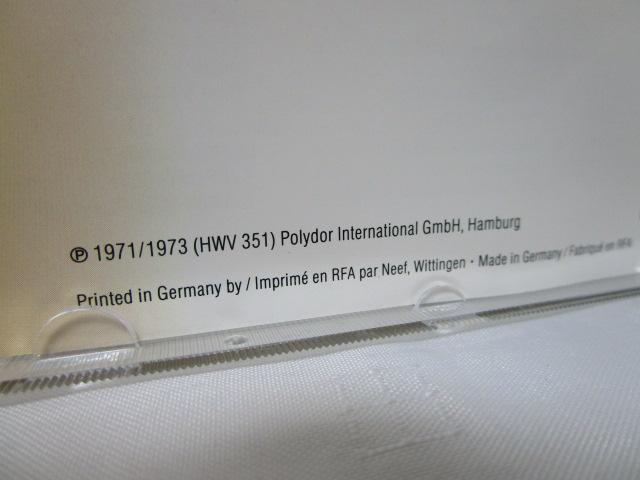 ℗ 1971/1973 (HWV 351) Polydor International GmbH, Hamburg
Printed in Germany by / Imprimé en RFA par Neef, Wittingen · Made in Germany / Fabriqué en RFA